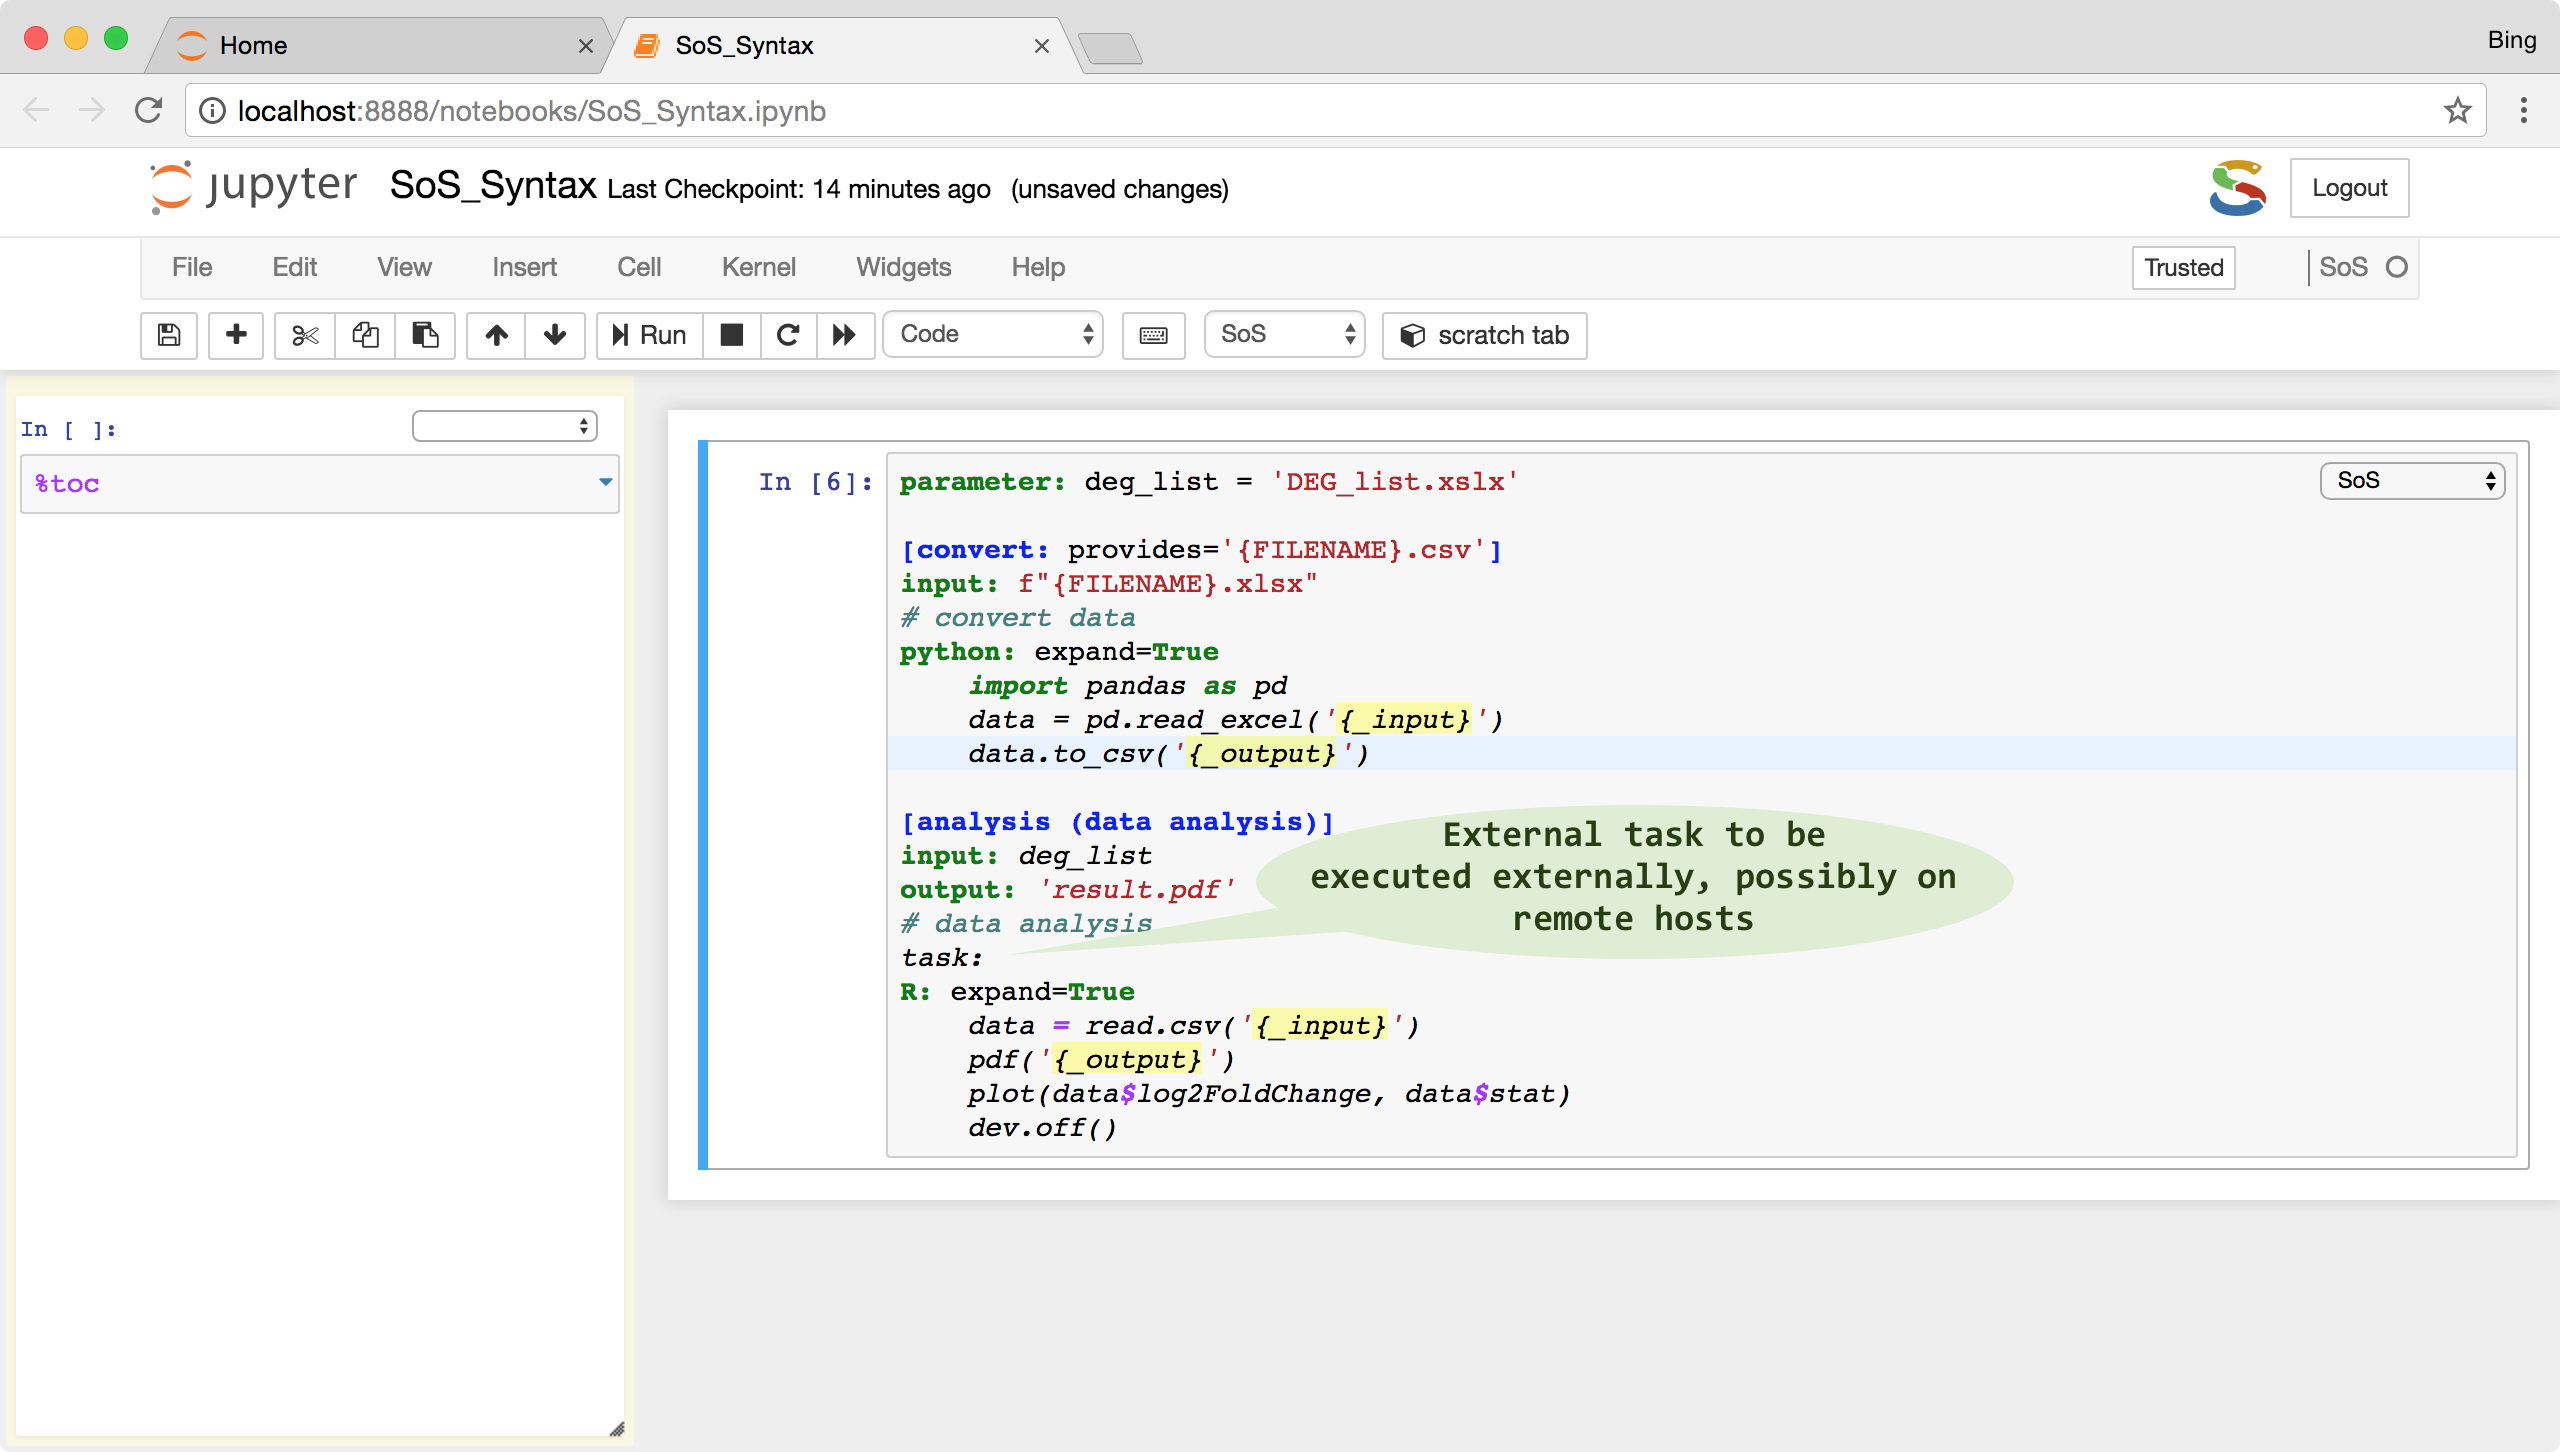 Home
SoS_Syntax
Bing
localhost:8888/notebooks/SoS_Syntax.ipynb
jupyter SoS_Syntax Last Checkpoint: 14 minutes ago (unsaved changes)
Logout
File Edit View Insert Cell Kernel Widgets Help
Trusted
SoS
Run
Code
SoS
scratch tab
In [ ]:
%toc
In [6]:
SoS
parameter: deg_list = 'DEG_list.xslx'
[convert: provides='{FILENAME}.csv']
input: f"{FILENAME}.xlsx"
# convert data
python: expand=True
import pandas as pd
data = pd.read_excel('{_input}')
data.to_csv('{_output}')
[analysis (data analysis)]
input: deg_list
output: 'result.pdf'
# data analysis
task:
R: expand=True
data = read.csv('{_input}')
pdf('{_output}')
plot(data$log2FoldChange, data$stat)
dev.off()
External task to be
executed externally, possibly on
remote hosts